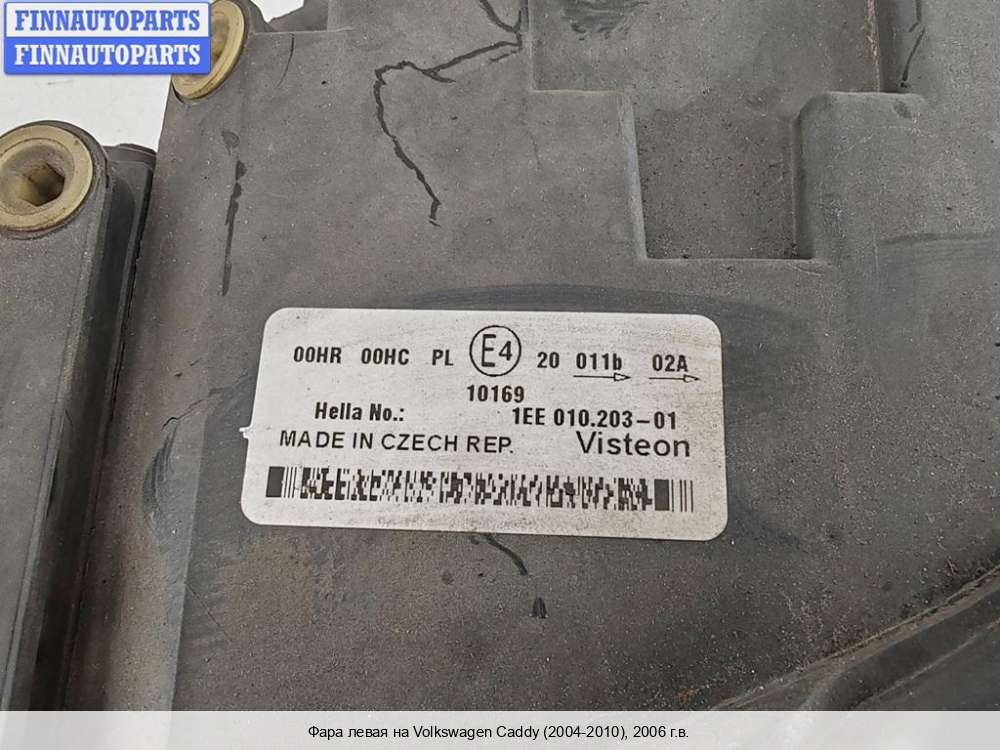 FINNAUTOPARTS
FINNAUTOPARTS
00HR 00HC PL E4 20 011b 02A
10169
Hella No.: 1EE 010.203-01
MADE IN CZECH REP. Visteon
Фара левая на Volkswagen Caddy (2004-2010), 2006 г.в.